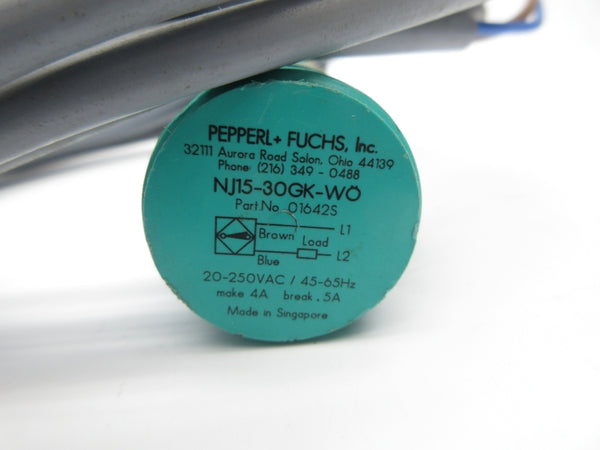 PEPPERL+ FUCHS, Inc.
32111 Aurora Road Solon, Ohio 44139
Phone: (216) 349 - 0488
NJ15-30GK-WÖ
Part.No. 01642S
Brown L1
Load
Blue L2
20-250VAC / 45-65Hz
make 4A break .5A
Made in Singapore